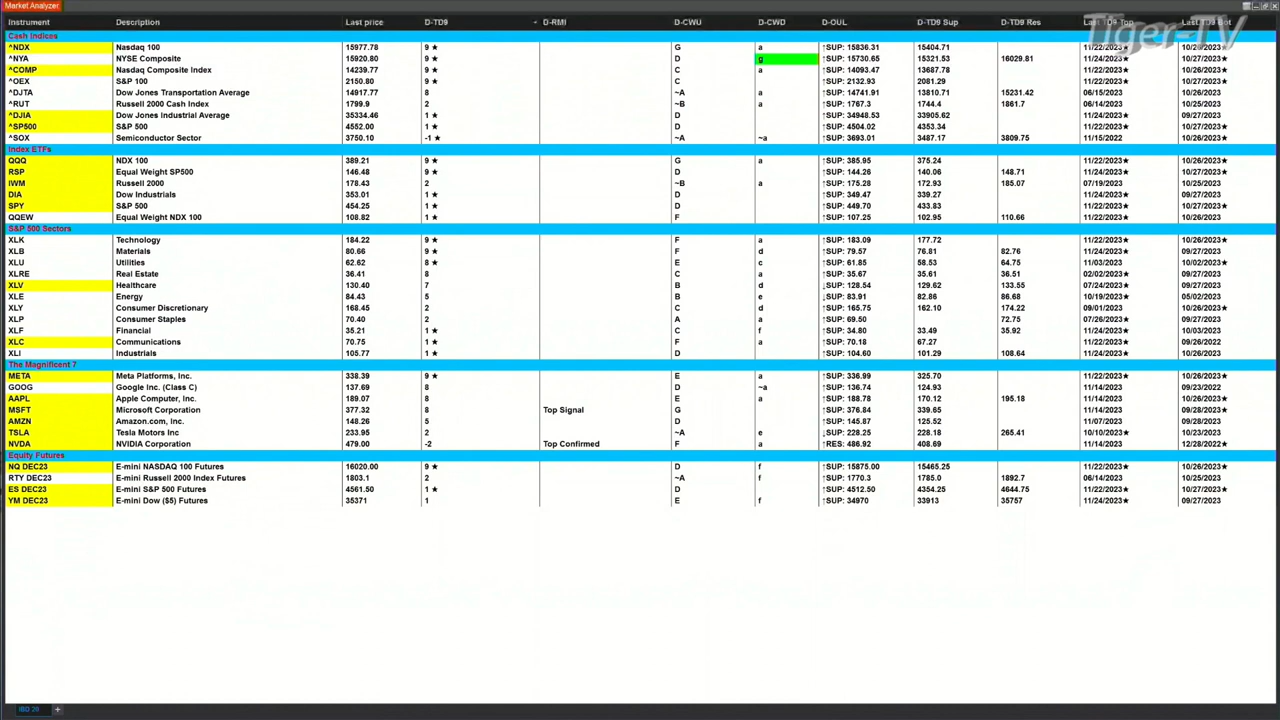 Market Analyzer
Tiger-TV
Instrument Description Last price D-TD9 D-RMI D-CWU D-CWD D-OUL D-TD9 Sup D-TD9 Res Last TD9 Top Last TD9 Bot
Cash Indices
^NDX Nasdaq 100 15977.78 9 ★ G a ↑SUP: 15836.31 15404.71 11/22/2023★ 10/26/2023
^NYA NYSE Composite 15920.80 9 ★ D g ↑SUP: 15730.65 15321.53 16029.81 11/24/2023★ 10/27/2023★
^COMP Nasdaq Composite Index 14239.77 9 ★ C a ↑SUP: 14093.47 13687.78 11/22/2023★ 10/26/2023★
^OEX S&P 100 2150.80 9 ★ C ↑SUP: 2132.93 2081.29 11/22/2023★ 10/27/2023★
^DJTA Dow Jones Transportation Average 14917.77 8 ~A a ↑SUP: 14741.91 13810.71 15231.42 06/15/2023 10/26/2023★
^RUT Russell 2000 Cash Index 1799.9 2 ~B a ↑SUP: 1767.3 1744.4 1861.7 06/14/2023 10/25/2023
^DJIA Dow Jones Industrial Average 35334.46 1 ★ D ↑SUP: 34948.53 33905.62 11/24/2023★ 10/27/2023★
^SP500 S&P 500 4552.00 1 ★ D ↑SUP: 4504.02 4353.34 11/22/2023★ 10/27/2023★
^SOX Semiconductor Sector 3750.10 -1 ★ ~A ~a ↑SUP: 3693.01 3487.17 3809.75 11/15/2022 10/26/2023★
Index ETFs
QQQ NDX 100 389.21 9 ★ G a ↑SUP: 385.95 375.24 11/22/2023★ 10/26/2023★
RSP Equal Weight SP500 146.48 9 ★ D ↑SUP: 144.26 140.06 148.71 11/24/2023★ 10/27/2023★
IWM Russell 2000 178.43 2 ~B a ↑SUP: 175.28 172.93 185.07 07/19/2023 10/25/2023
DIA Dow Industrials 353.01 1 ★ D ↑SUP: 349.47 339.27 11/24/2023★ 10/27/2023★
SPY S&P 500 454.25 1 ★ D ↑SUP: 449.70 433.83 11/22/2023★ 10/27/2023★
QQEW Equal Weight NDX 100 108.82 1 ★ F ↑SUP: 107.25 102.95 110.66 11/22/2023★ 10/26/2023
S&P 500 Sectors
XLK Technology 184.22 9 ★ F a ↑SUP: 183.09 177.72 11/22/2023★ 10/26/2023★
XLB Materials 80.66 9 ★ F d ↑SUP: 79.57 76.81 82.76 11/24/2023★ 09/27/2023
XLU Utilities 62.62 8 ★ E c ↑SUP: 61.85 58.53 64.75 11/03/2023 10/02/2023★
XLRE Real Estate 36.41 8 C a ↑SUP: 35.67 35.61 36.51 02/02/2023★ 09/27/2023
XLV Healthcare 130.40 7 B d ↓SUP: 128.54 129.62 133.55 07/24/2023★ 10/27/2023★
XLE Energy 84.43 5 B e ↓SUP: 83.91 82.86 86.68 10/19/2023★ 05/02/2023
XLY Consumer Discretionary 168.45 2 C d ↑SUP: 165.75 162.10 174.22 09/01/2023 10/27/2023★
XLP Consumer Staples 70.40 2 A a ↑SUP: 69.50 72.75 07/26/2023★ 09/27/2023
XLF Financial 35.21 1 ★ C f ↑SUP: 34.80 33.49 35.92 11/24/2023★ 10/03/2023
XLC Communications 70.75 1 ★ F a ↑SUP: 70.18 67.27 11/24/2023★ 09/26/2022
XLI Industrials 105.77 1 ★ D ↑SUP: 104.60 101.29 108.64 11/24/2023★ 10/26/2023
The Magnificent 7
META Meta Platforms, Inc. 338.39 9 ★ E a ↑SUP: 336.99 325.70 11/22/2023★ 10/26/2023★
GOOG Google Inc. (Class C) 137.69 8 D ~a ↑SUP: 136.74 124.93 11/14/2023 09/23/2022
AAPL Apple Computer, Inc. 189.07 8 E a ↑SUP: 188.78 170.12 195.18 11/14/2023 10/26/2023★
MSFT Microsoft Corporation 377.32 8 Top Signal G ↑SUP: 376.84 339.65 11/14/2023 09/28/2023★
AMZN Amazon.com, Inc. 148.26 5 D ↑SUP: 145.87 125.52 11/07/2023 09/28/2023
TSLA Tesla Motors Inc 233.95 2 ~A e ↓SUP: 228.25 228.18 265.41 10/10/2023★ 10/23/2023
NVDA NVIDIA Corporation 479.00 -2 Top Confirmed F a ↑RES: 486.92 408.69 11/14/2023 12/28/2022★
Equity Futures
NQ DEC23 E-mini NASDAQ 100 Futures 16020.00 9 ★ D f ↑SUP: 15875.00 15465.25 11/22/2023★ 10/26/2023★
RTY DEC23 E-mini Russell 2000 Index Futures 1803.1 2 ~A f ↑SUP: 1770.3 1785.0 1892.7 06/14/2023 10/25/2023
ES DEC23 E-mini S&P 500 Futures 4561.50 1 ★ D ↑SUP: 4512.50 4354.25 4644.75 11/22/2023★ 10/27/2023★
YM DEC23 E-mini Dow ($5) Futures 35371 1 E f ↑SUP: 34970 33913 35757 11/24/2023★ 09/27/2023
IBD 20 +